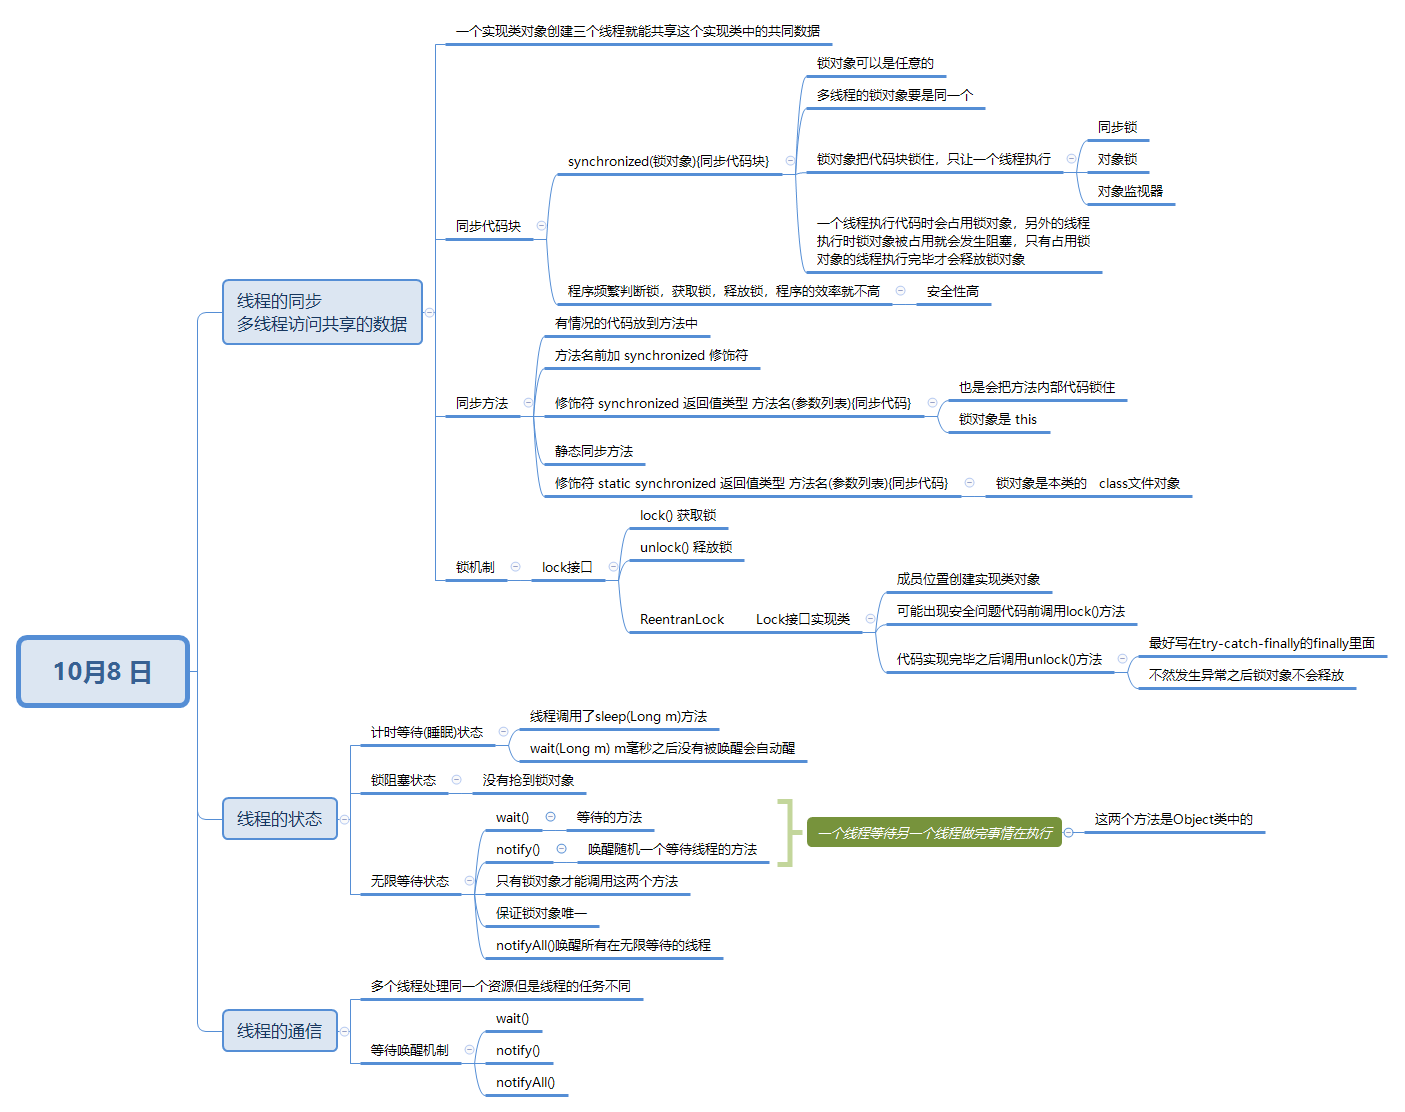 10月8 日
线程的同步
多线程访问共享的数据
一个实现类对象创建三个线程就能共享这个实现类中的共同数据
同步代码块
synchronized(锁对象){同步代码块}
锁对象可以是任意的
多线程的锁对象要是同一个
锁对象把代码块锁住，只让一个线程执行
同步锁
对象锁
对象监视器
一个线程执行代码时会占用锁对象，另外的线程
执行时锁对象被占用就会发生阻塞，只有占用锁
对象的线程执行完毕才会释放锁对象
程序频繁判断锁，获取锁，释放锁，程序的效率就不高
安全性高
同步方法
有情况的代码放到方法中
方法名前加 synchronized 修饰符
修饰符 synchronized 返回值类型 方法名(参数列表){同步代码}
也是会把方法内部代码锁住
锁对象是 this
静态同步方法
修饰符 static synchronized 返回值类型 方法名(参数列表){同步代码}
锁对象是本类的 class文件对象
锁机制
lock接口
lock() 获取锁
unlock() 释放锁
ReentranLock Lock接口实现类
成员位置创建实现类对象
可能出现安全问题代码前调用lock()方法
代码实现完毕之后调用unlock()方法
最好写在try-catch-finally的finally里面
不然发生异常之后锁对象不会释放
线程的状态
计时等待(睡眠)状态
线程调用了sleep(Long m)方法
wait(Long m) m毫秒之后没有被唤醒会自动醒
锁阻塞状态
没有抢到锁对象
无限等待状态
wait()
等待的方法
notify()
唤醒随机一个等待线程的方法
只有锁对象才能调用这两个方法
保证锁对象唯一
notifyAll()唤醒所有在无限等待的线程
一个线程等待另一个线程做完事情在执行
这两个方法是Object类中的
线程的通信
多个线程处理同一个资源但是线程的任务不同
等待唤醒机制
wait()
notify()
notifyAll()